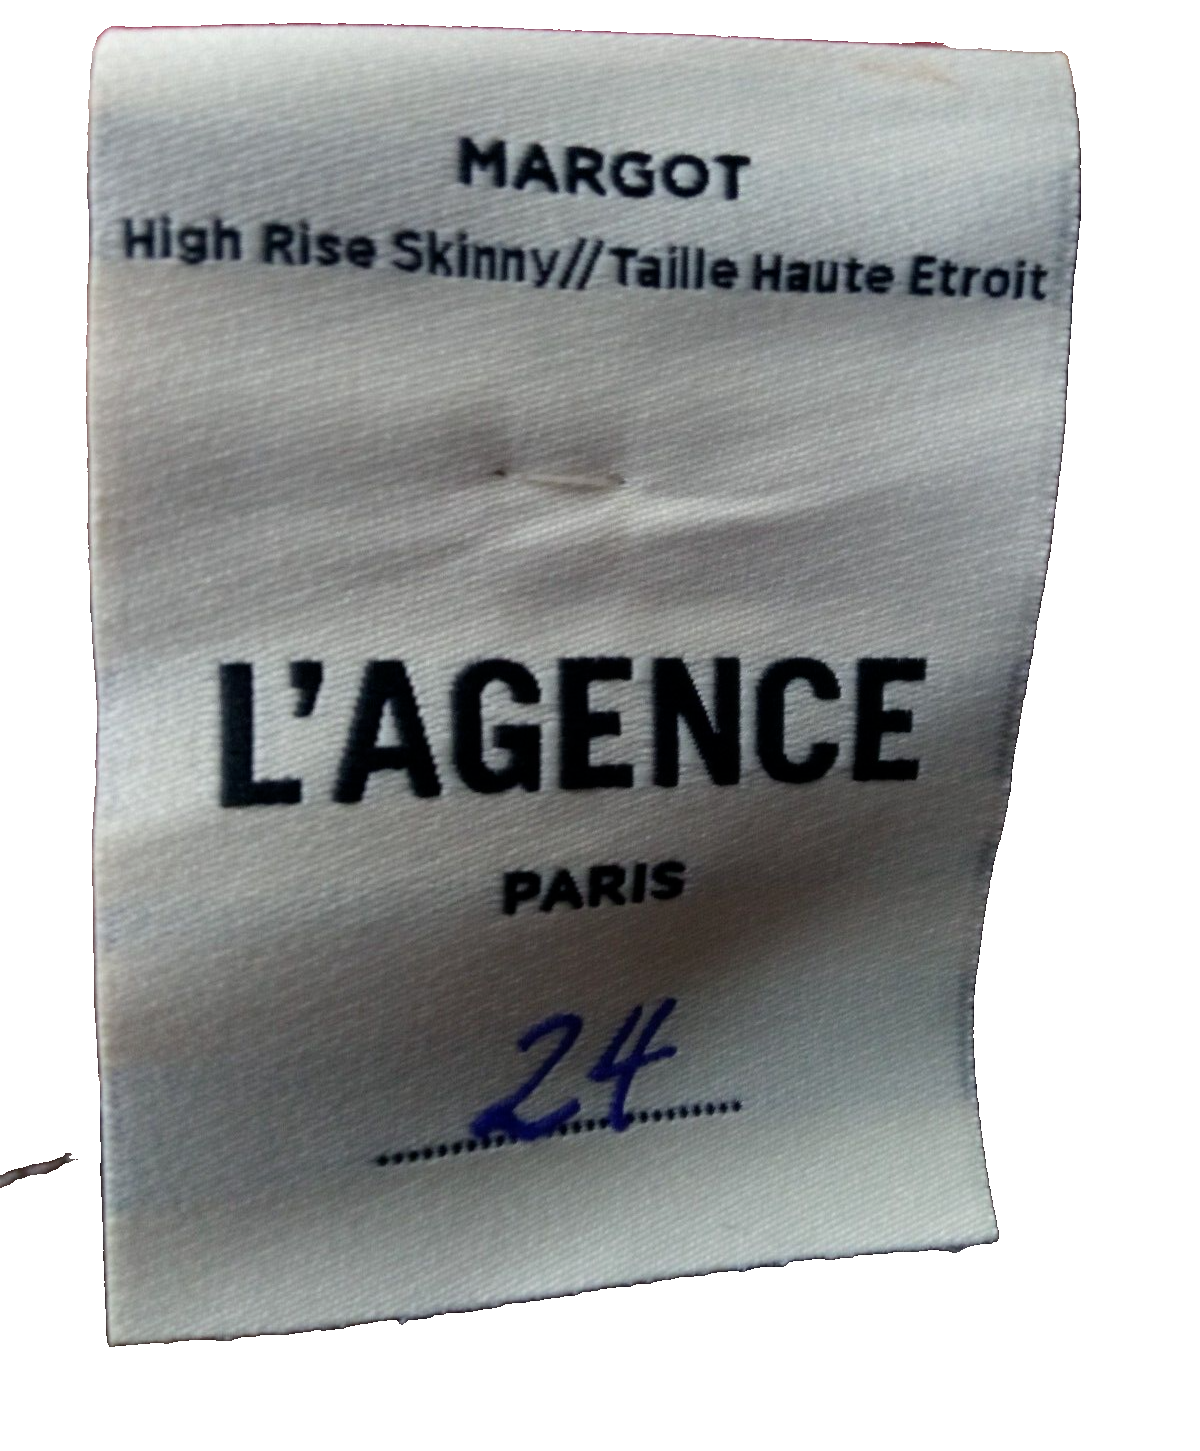 MARGOT
High Rise Skinny//Taille Haute Etroit
L'AGENCE
PARIS
24